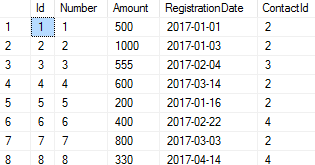 Id Number Amount RegistrationDate ContactId
1 1 1 500 2017-01-01 2
2 2 2 1000 2017-01-03 2
3 3 3 555 2017-02-04 3
4 4 4 600 2017-03-14 2
5 5 5 200 2017-01-16 2
6 6 6 400 2017-02-22 4
7 7 7 800 2017-03-03 2
8 8 8 330 2017-04-14 4